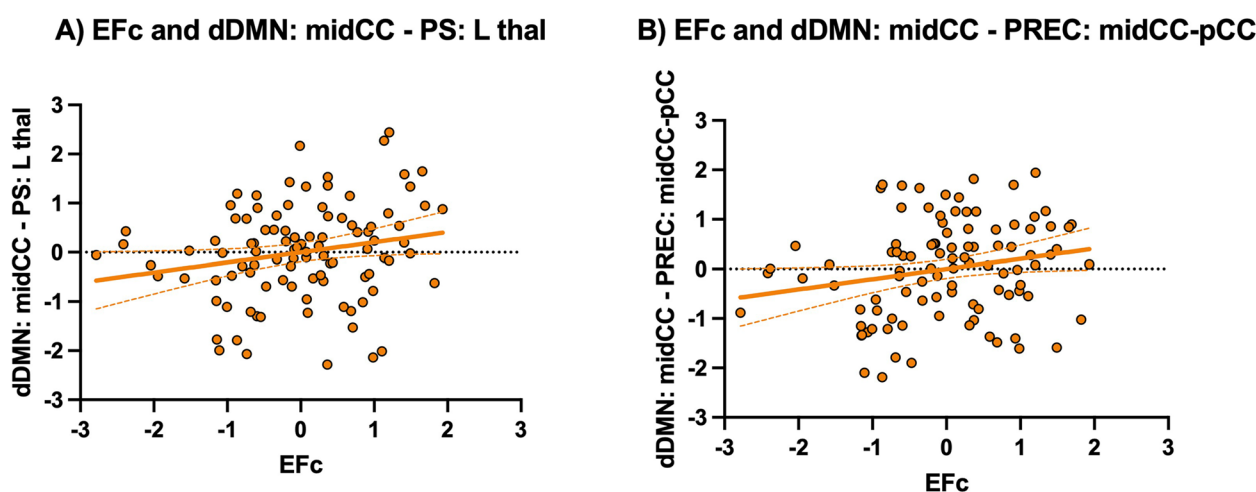 A) EFc and dDMN: midCC - PS: L thal
dDMN: midCC - PS: L thal
3
2
1
0
-1
-2
-3
-3 -2 -1 0 1 2 3
EFc
B) EFc and dDMN: midCC - PREC: midCC-pCC
dDMN: midCC - PREC: midCC-pCC
3
2
1
0
-1
-2
-3
-3 -2 -1 0 1 2 3
EFc